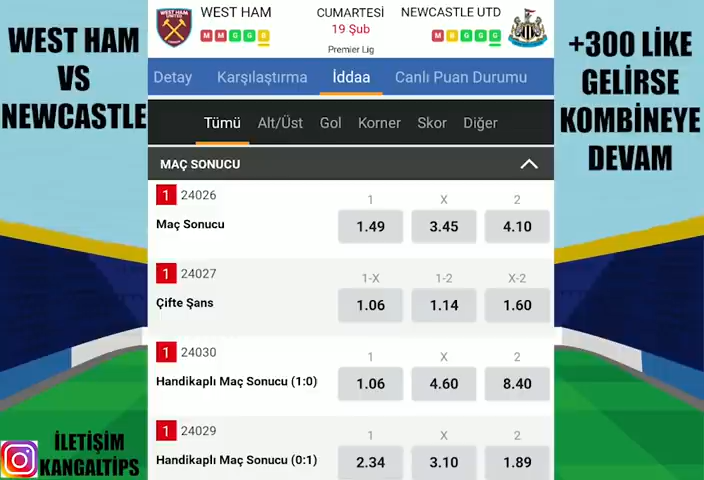 WEST HAM
VS
NEWCASTLE
WEST HAM
M M G G B
CUMARTESİ
19 Şub
Premier Lig
NEWCASTLE UTD
M B G G G
+300 LİKE
GELİRSE
KOMBİNEYE
DEVAM
Detay Karşılaştırma İddaa Canlı Puan Durumu
Tümü Alt/Üst Gol Korner Skor Diğer
MAÇ SONUCU
1 24026 1 X 2
Maç Sonucu 1.49 3.45 4.10
1 24027 1-X 1-2 X-2
Çifte Şans 1.06 1.14 1.60
1 24030 1 X 2
Handikaplı Maç Sonucu (1:0) 1.06 4.60 8.40
1 24029 1 X 2
Handikaplı Maç Sonucu (0:1) 2.34 3.10 1.89
İLETİŞİM
KANGALTİPS